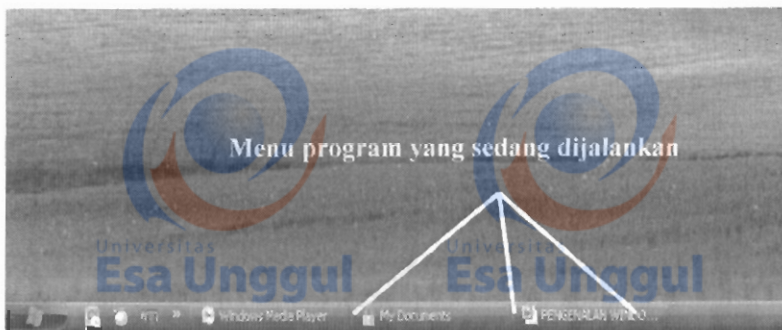 Menu program yang sedang dijalankan
Universitas Universitas
Esa Unggul Esa Unggul
Windows Media Player My Documents PENGENALAN WINDO...